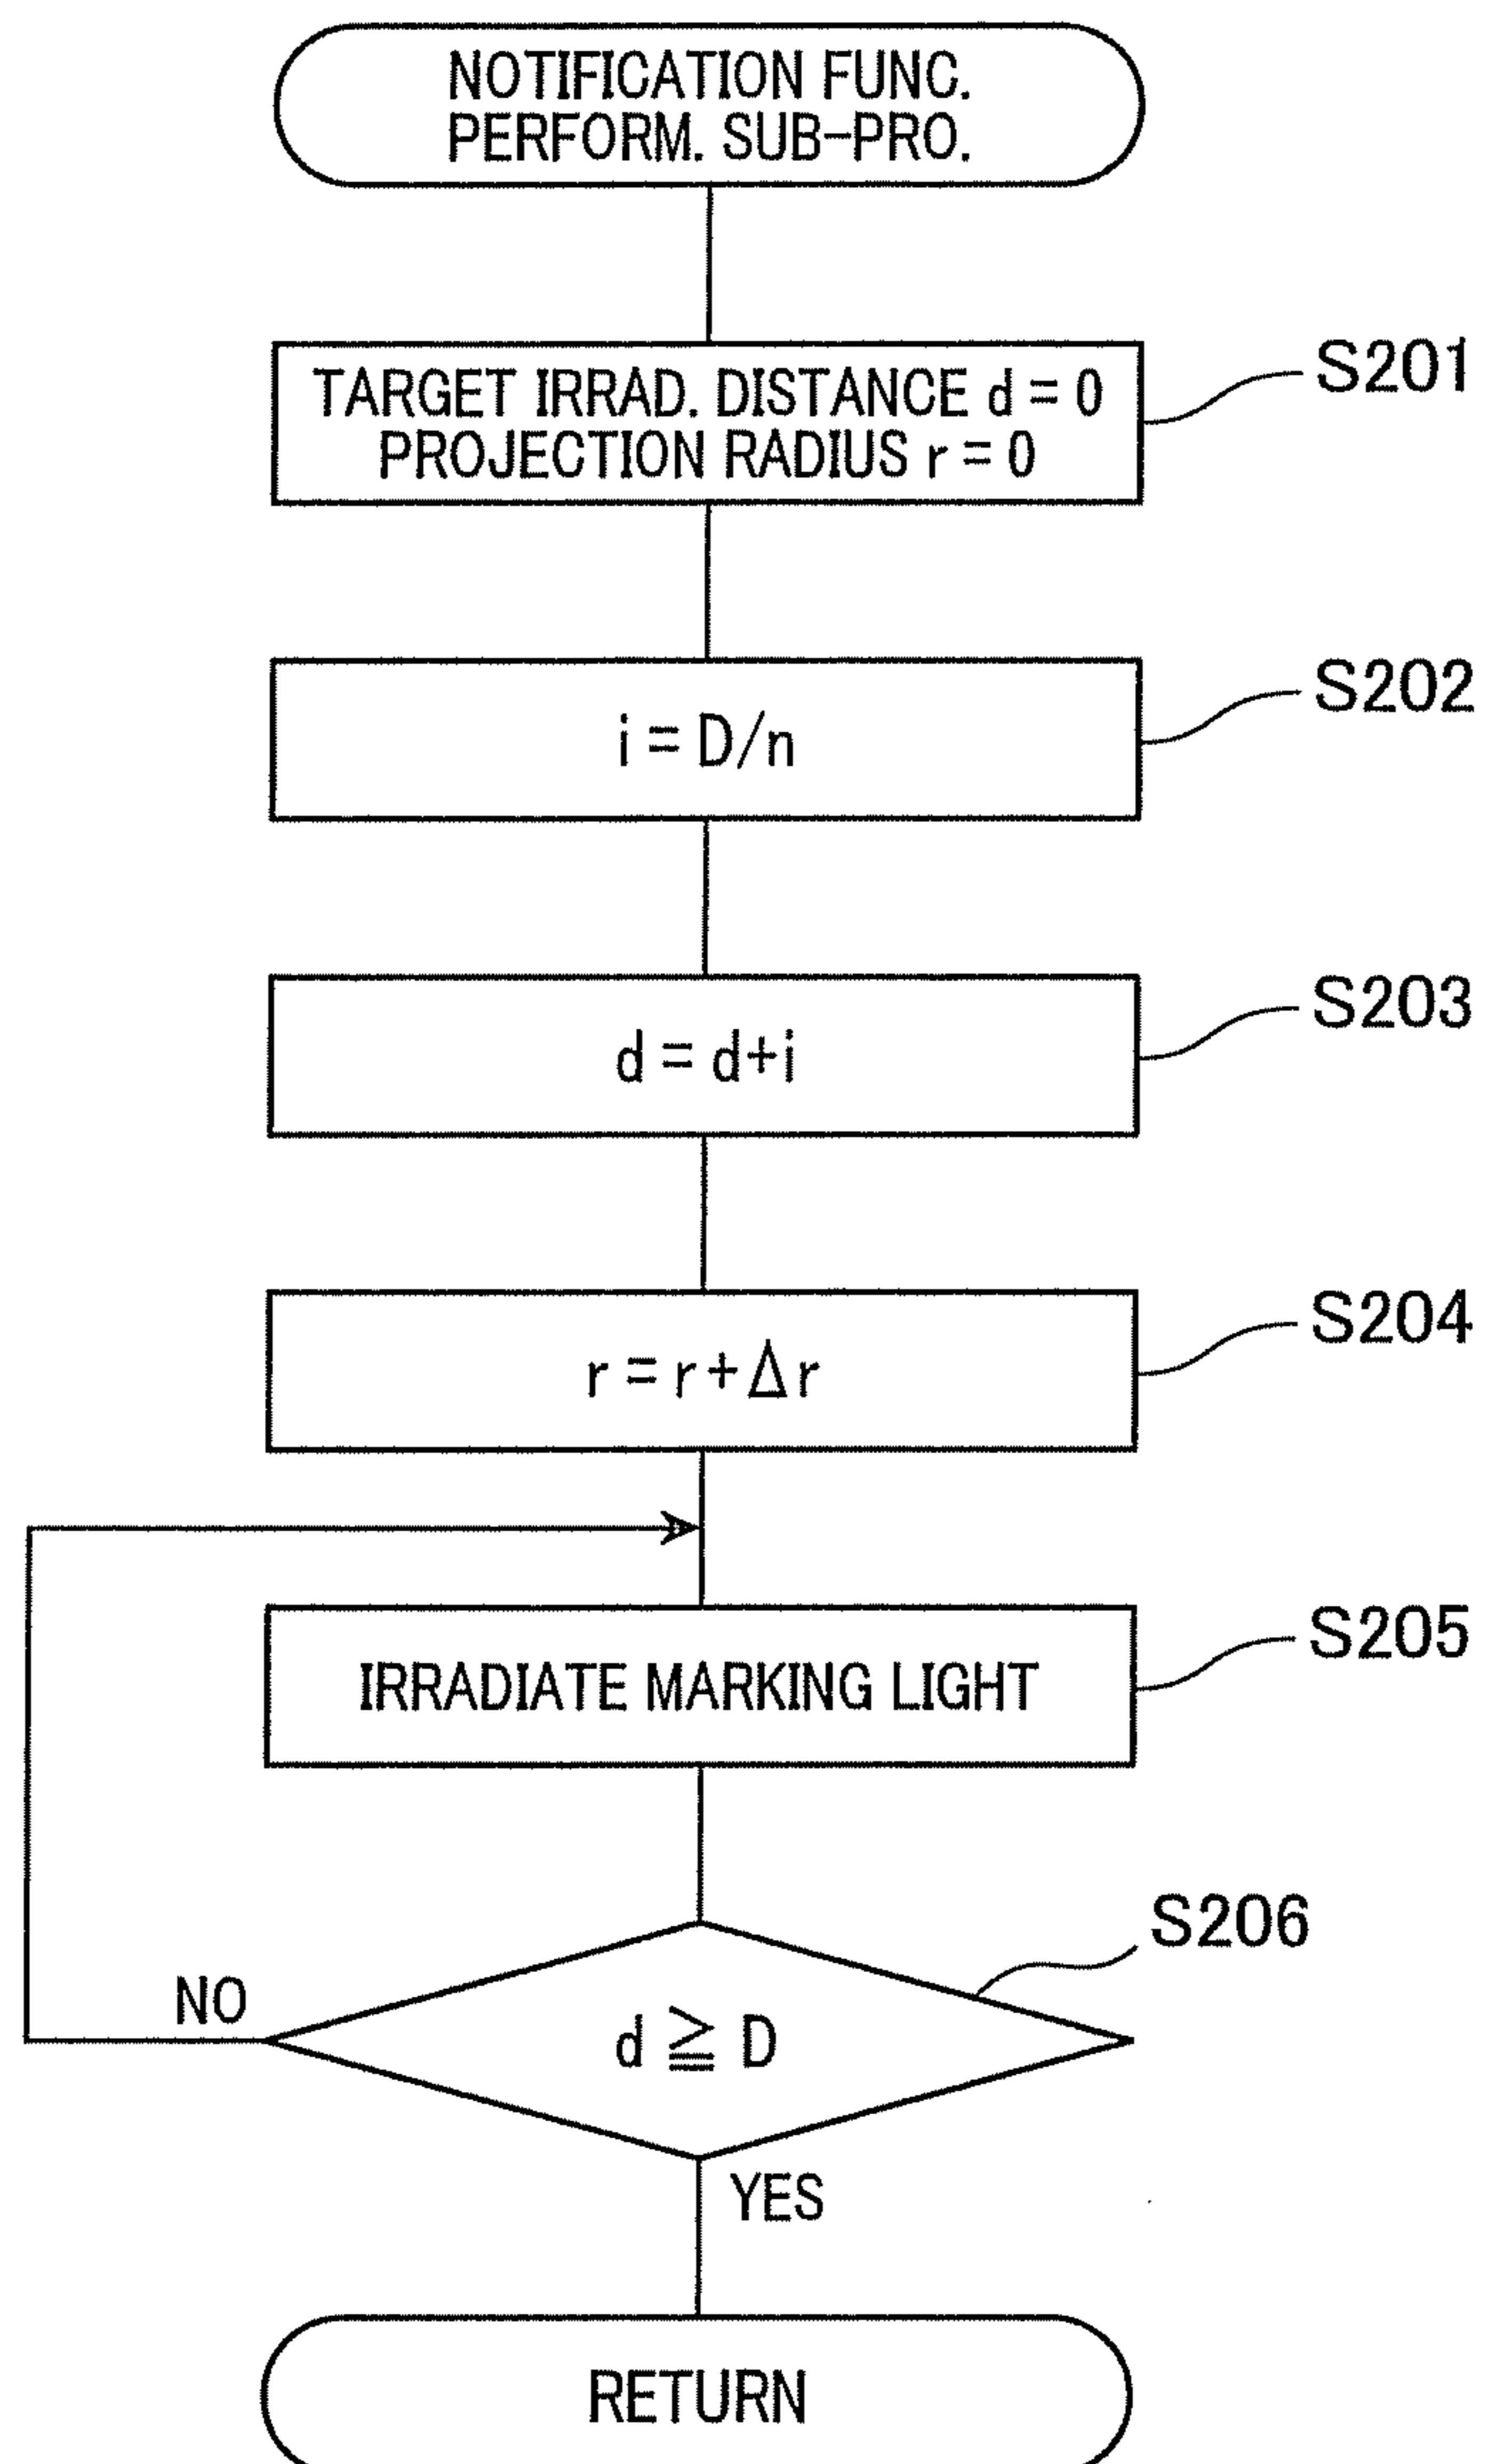 NOTIFICATION FUNC.
PERFORM. SUB-PRO.
TARGET IRRAD. DISTANCE d = 0
PROJECTION RADIUS r = 0
S201
i = D/n
S202
d = d+i
S203
r = r+Δr
S204
IRRADIATE MARKING LIGHT
S205
S206
NO
d ≧ D
YES
RETURN